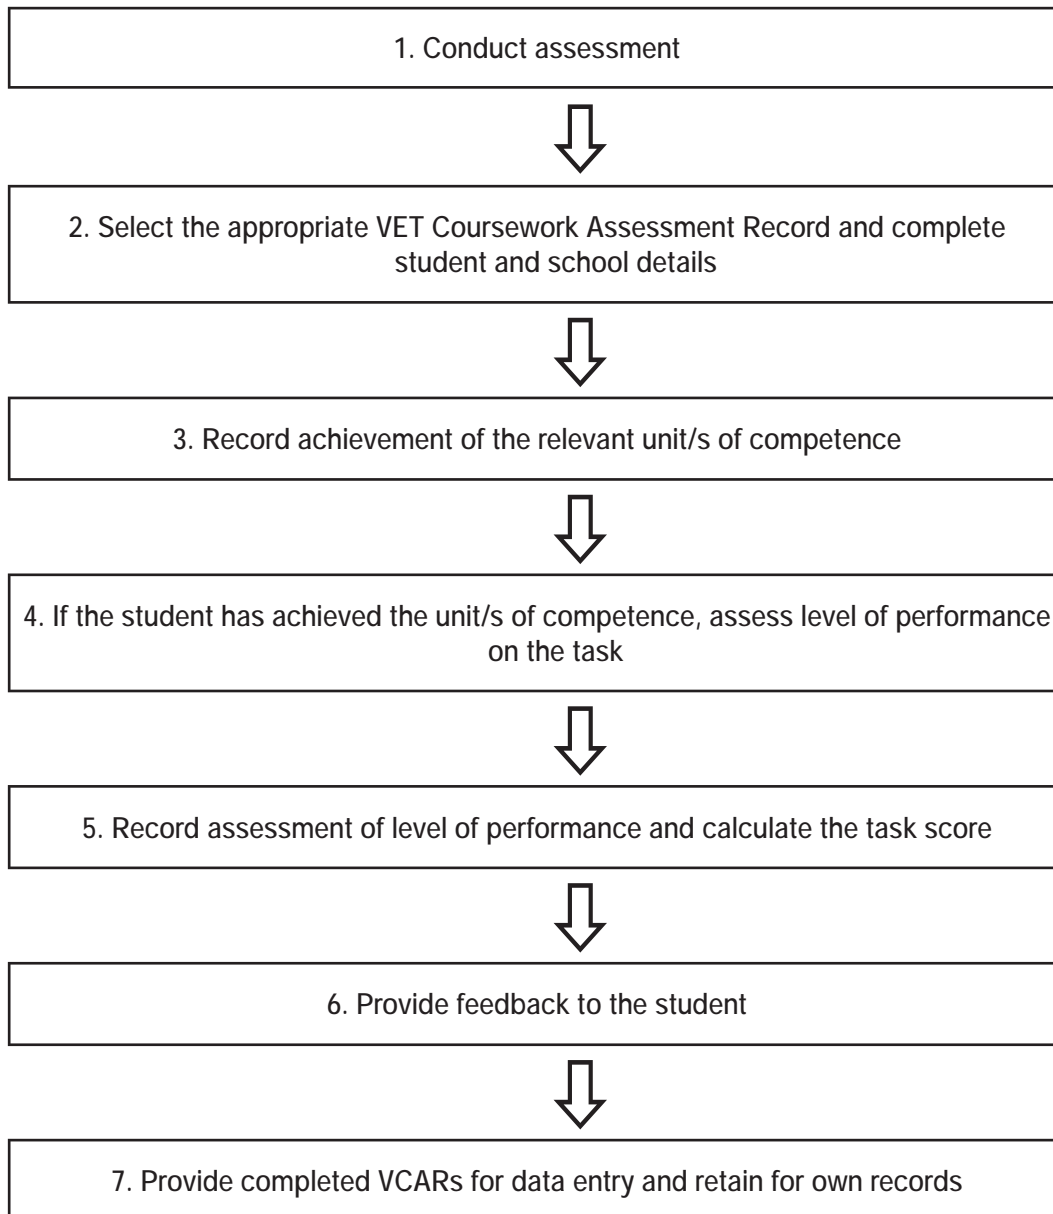 1. Conduct assessment
2. Select the appropriate VET Coursework Assessment Record and complete
student and school details
3. Record achievement of the relevant unit/s of competence
4. If the student has achieved the unit/s of competence, assess level of performance
on the task
5. Record assessment of level of performance and calculate the task score
6. Provide feedback to the student
7. Provide completed VCARs for data entry and retain for own records